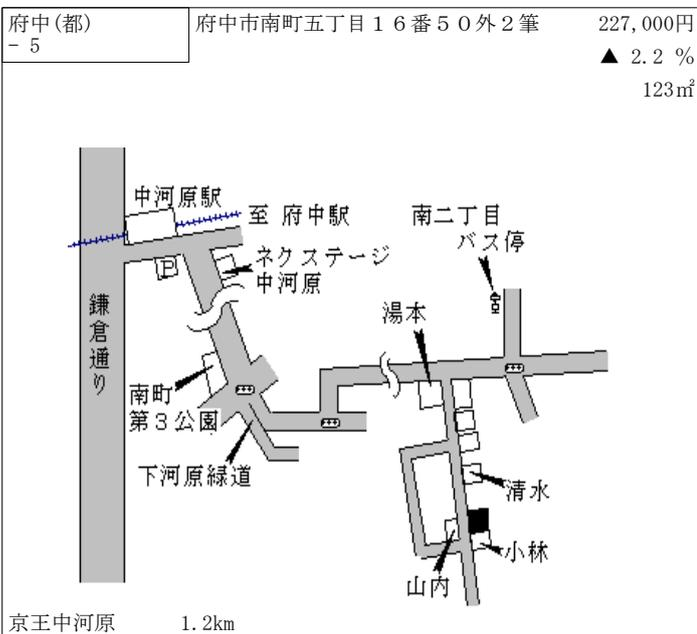 府中(都)
- 5
府中市南町五丁目１６番５０外２筆
227,000円
▲ 2.2 %
123㎡
中河原駅
至 府中駅
南二丁目
バス停
P
ネクステージ
中河原
鎌倉通り
湯本
南町
第３公園
下河原緑道
清水
小林
山内
京王中河原 1.2km